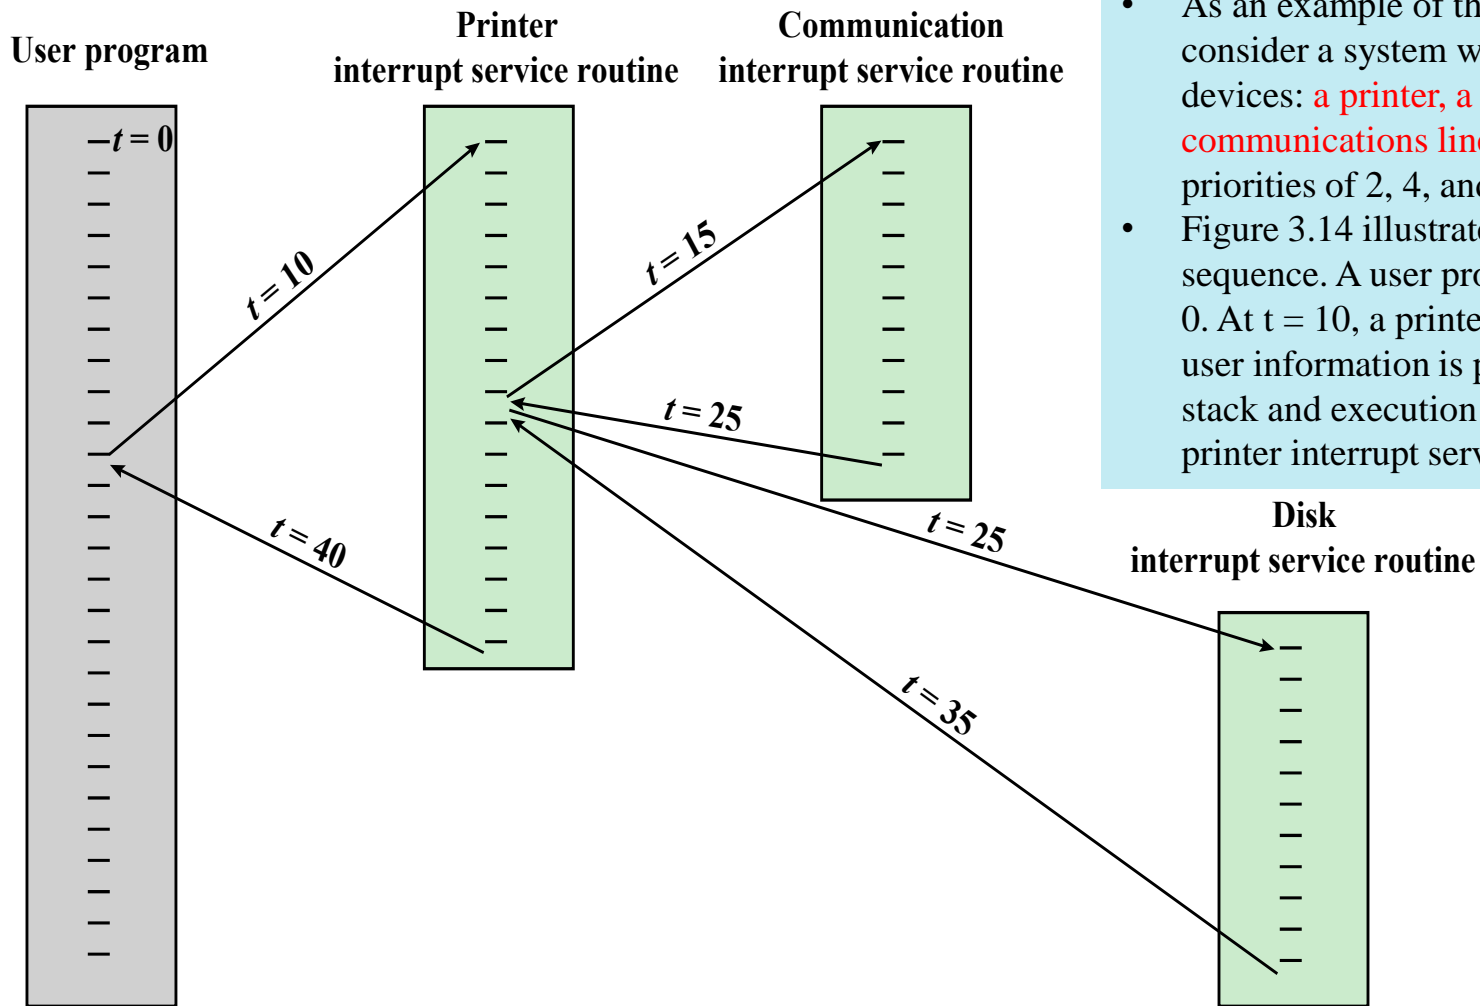 User program
Printer
interrupt service routine
Communication
interrupt service routine
t = 0
t = 10
t = 15
t = 25
t = 40
t = 25
t = 35
Disk
interrupt service routine
• As an example of th
consider a system w
devices: a printer, a
communications lin
priorities of 2, 4, and
• Figure 3.14 illustrat
sequence. A user pro
0. At t = 10, a printe
user information is p
stack and execution
printer interrupt serv